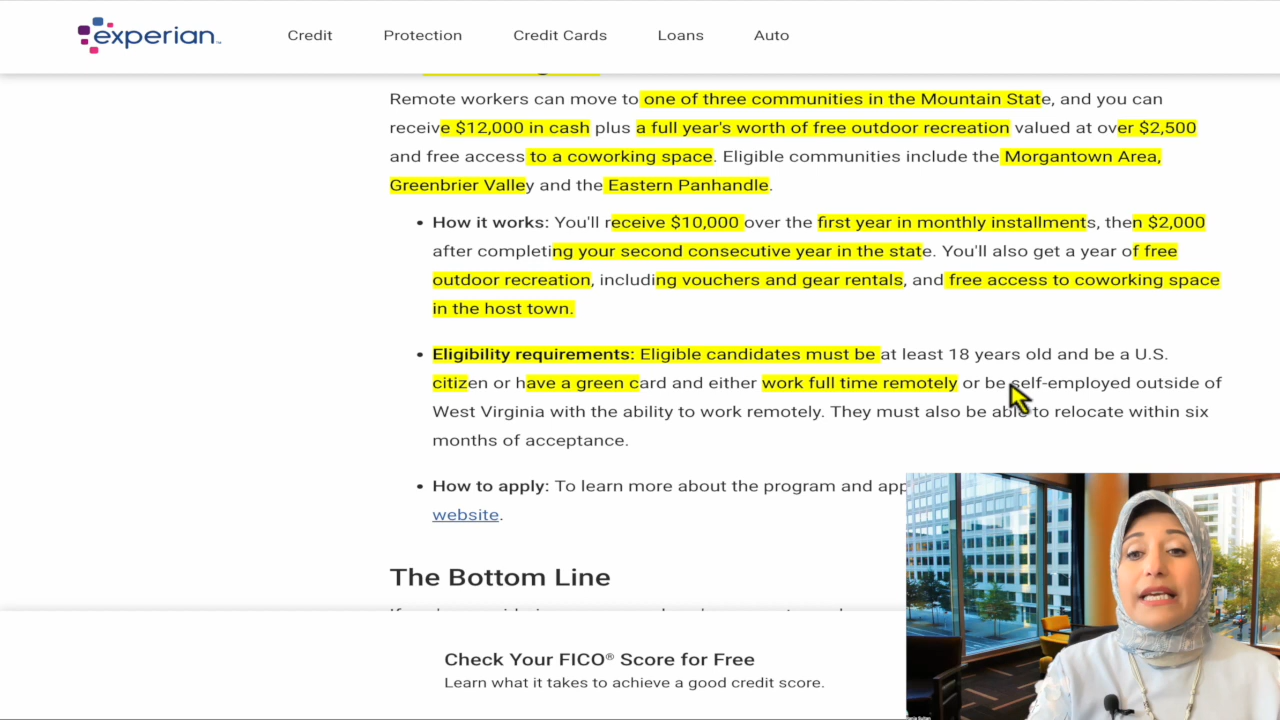 experian™
Credit
Protection
Credit Cards
Loans
Auto
Remote workers can move to one of three communities in the Mountain State, and you can
receive $12,000 in cash plus a full year's worth of free outdoor recreation valued at over $2,500
and free access to a coworking space. Eligible communities include the Morgantown Area,
Greenbrier Valley and the Eastern Panhandle.
• How it works: You'll receive $10,000 over the first year in monthly installments, then $2,000
after completing your second consecutive year in the state. You'll also get a year of free
outdoor recreation, including vouchers and gear rentals, and free access to coworking space
in the host town.
• Eligibility requirements: Eligible candidates must be at least 18 years old and be a U.S.
citizen or have a green card and either work full time remotely or be self-employed outside of
West Virginia with the ability to work remotely. They must also be able to relocate within six
months of acceptance.
• How to apply: To learn more about the program and app
website.
The Bottom Line
Check Your FICO® Score for Free
Learn what it takes to achieve a good credit score.